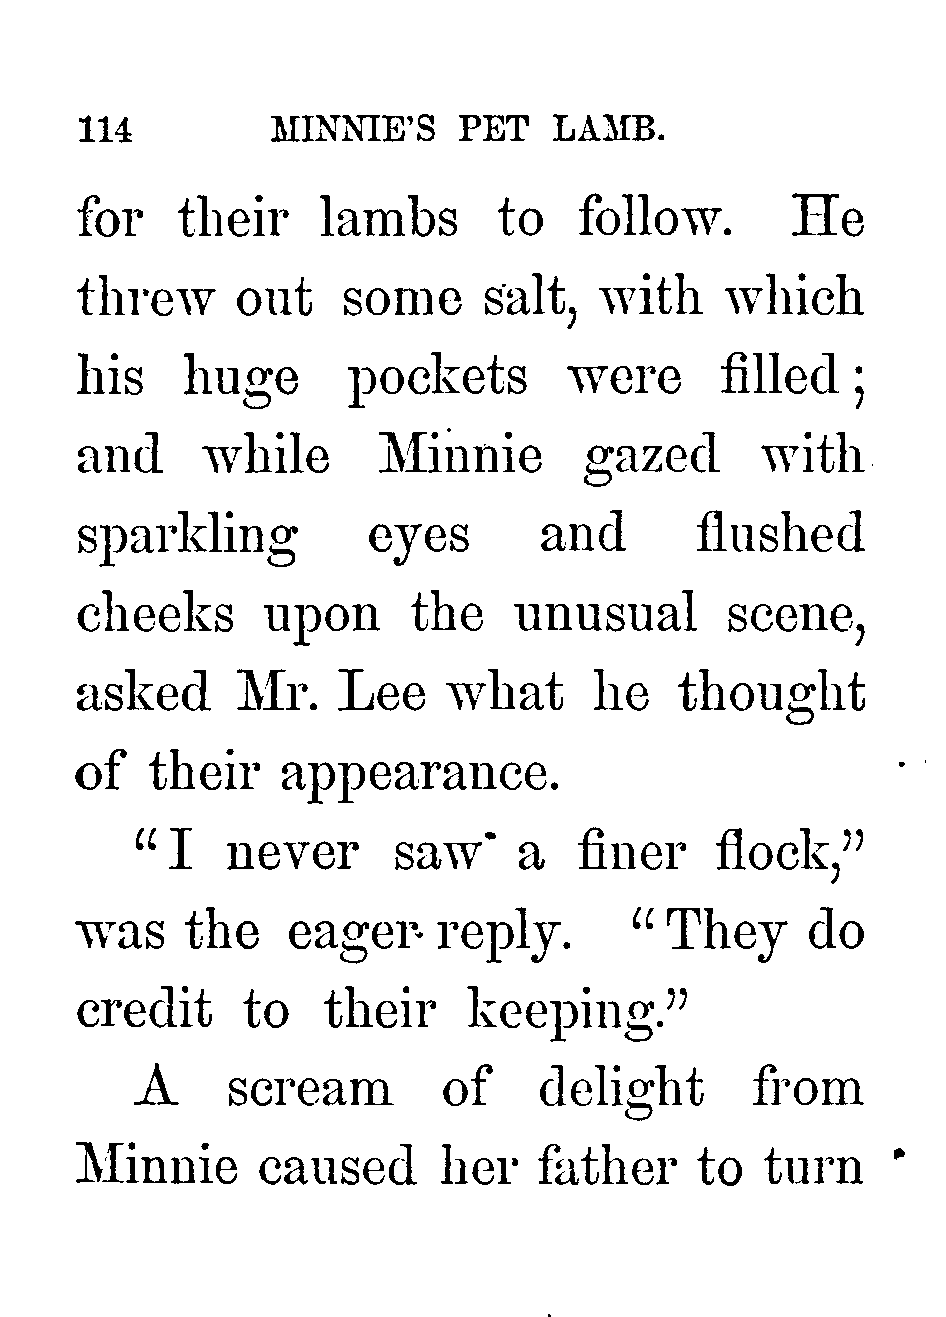 114 MINNIE'S PET LAMB.
for their lambs to follow. He
threw out some salt, with which
his huge pockets were filled;
and while Minnie gazed with
sparkling eyes and flushed
cheeks upon the unusual scene,
asked Mr. Lee what he thought
of their appearance.
"I never saw a finer flock,"
was the eager reply. "They do
credit to their keeping."
A scream of delight from
Minnie caused her father to turn